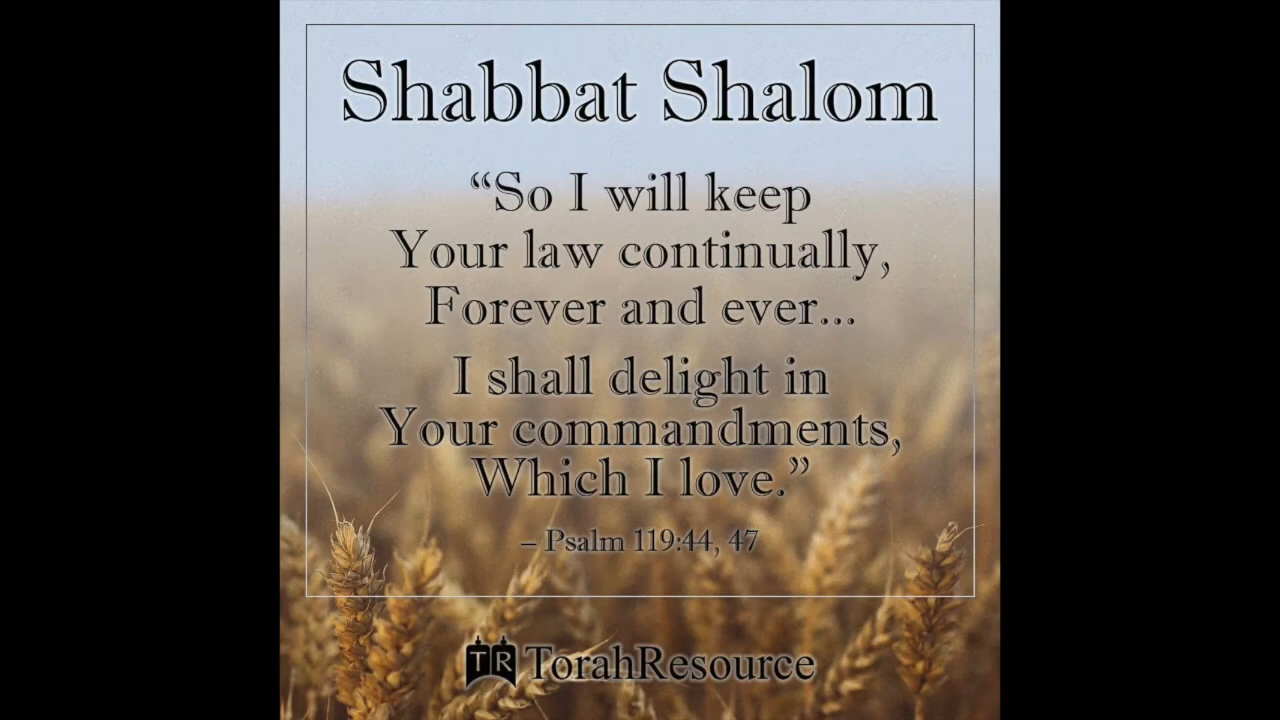 Shabbat Shalom
“So I will keep
Your law continually,
Forever and ever...
I shall delight in
Your commandments,
Which I love.”
– Psalm 119:44, 47
TR TorahResource